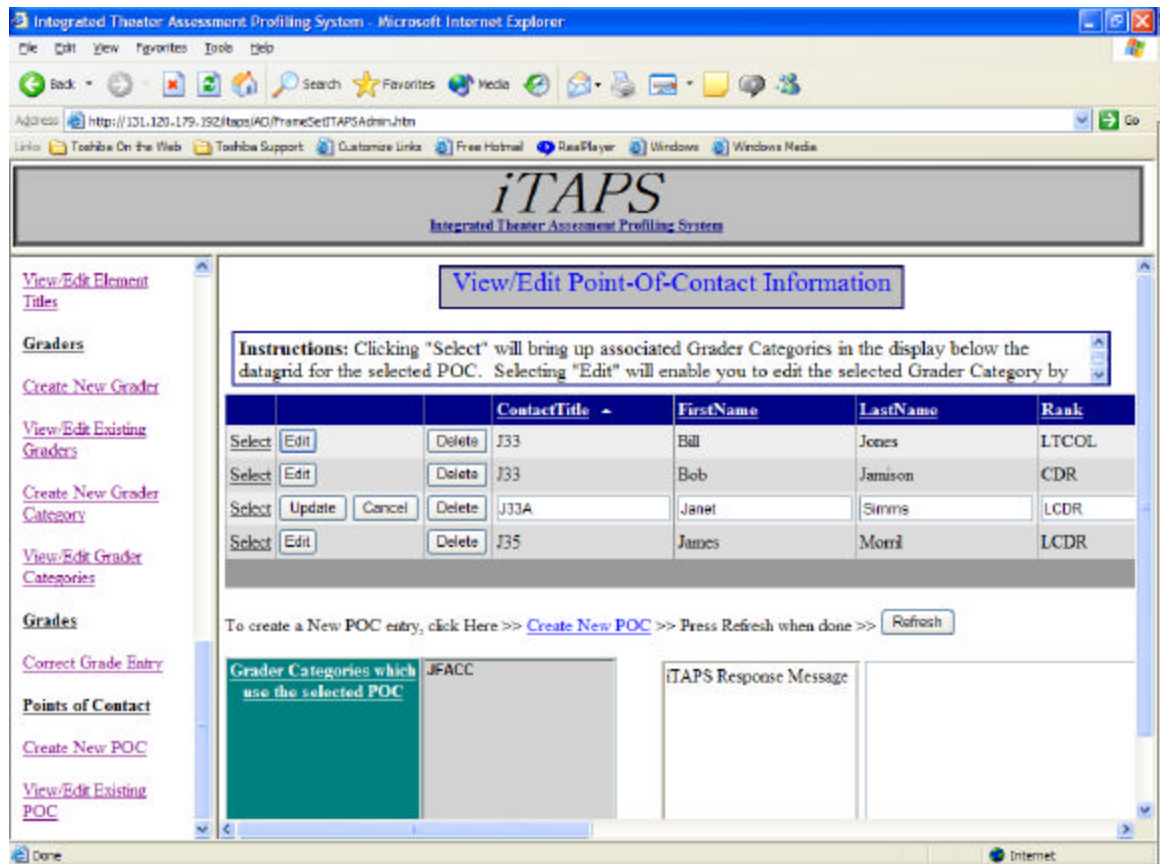 Integrated Theater Assessment Profiling System - Microsoft Internet Explorer
File Edit View Favorites Tools Help
Back Search Favorites Media
Address http://131.120.179.192/itaps/AO/FrameSetITAPSAdmin.htm Go
Links Toshiba On the Web Toshiba Support Customize Links Free Hotmail RealPlayer Windows Windows Media
iTAPS
Integrated Theater Assesment Profiling System
View/Edit Element
Titles
Graders
Create New Grader
View/Edit Existing
Graders
Create New Grader
Category
View/Edit Grader
Categories
Grades
Correct Grade Entry
Points of Contact
Create New POC
View/Edit Existing
POC
View/Edit Point-Of-Contact Information
Instructions: Clicking "Select" will bring up associated Grader Categories in the display below the
datagrid for the selected POC. Selecting "Edit" will enable you to edit the selected Grader Category by
ContactTitle FirstName LastName Rank
Select Edit Delete J33 Bill Jones LTCOL
Select Edit Delete J33 Bob Jamison CDR
Select Update Cancel Delete J33A Janet Simms LCDR
Select Edit Delete J35 James LCDR
To create a New POC entry, click Here >> Create New POC >> Press Refresh when done >> Refresh
Grader Categories which
use the selected POC
JFACC
iTAPS Response Message
Done Internet